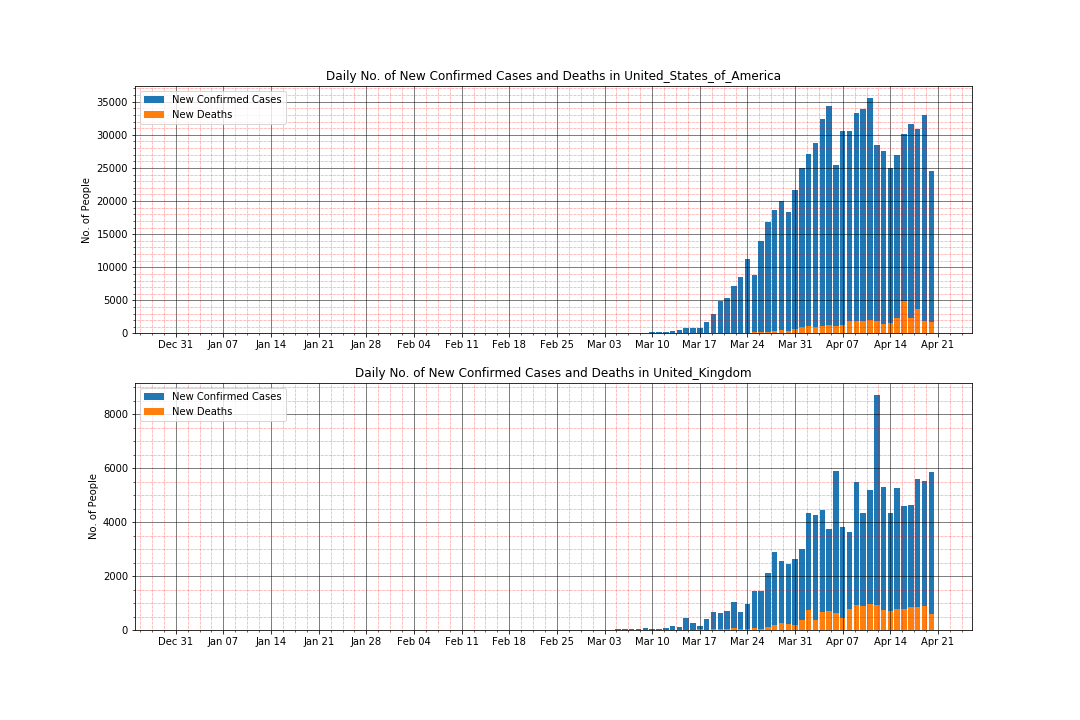 Daily No. of New Confirmed Cases and Deaths in United_States_of_America
New Confirmed Cases
New Deaths
No. of People
35000
30000
25000
20000
15000
10000
5000
0
Dec 31 Jan 07 Jan 14 Jan 21 Jan 28 Feb 04 Feb 11 Feb 18 Feb 25 Mar 03 Mar 10 Mar 17 Mar 24 Mar 31 Apr 07 Apr 14 Apr 21
Daily No. of New Confirmed Cases and Deaths in United_Kingdom
New Confirmed Cases
New Deaths
No. of People
8000
6000
4000
2000
0
Dec 31 Jan 07 Jan 14 Jan 21 Jan 28 Feb 04 Feb 11 Feb 18 Feb 25 Mar 03 Mar 10 Mar 17 Mar 24 Mar 31 Apr 07 Apr 14 Apr 21